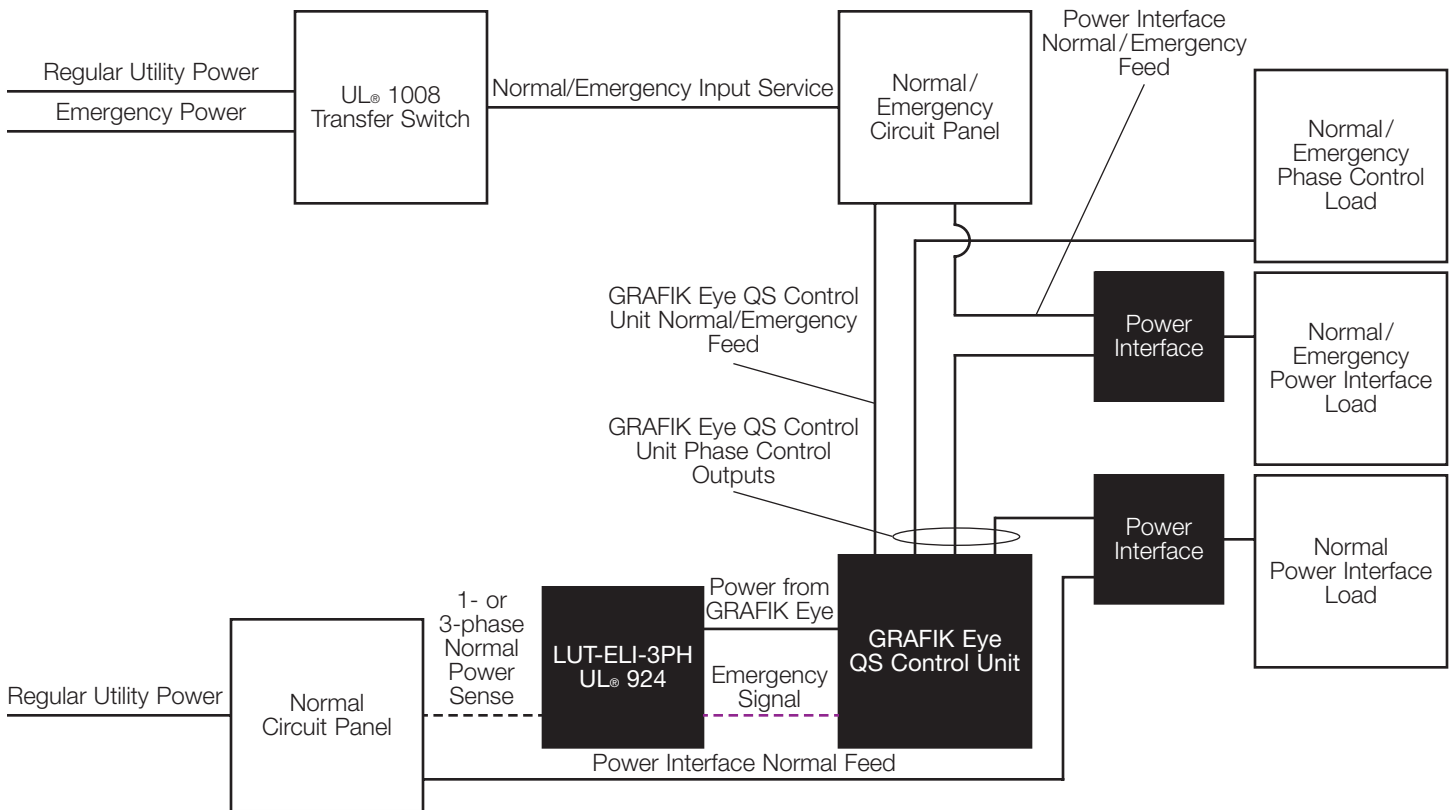 Regular Utility Power
Emergency Power
UL® 1008
Transfer Switch
Normal/Emergency Input Service
Normal/
Emergency
Circuit Panel
Power Interface
Normal/Emergency
Feed
Normal/
Emergency
Phase Control
Load
GRAFIK Eye QS Control
Unit Normal/Emergency
Feed
Power
Interface
Normal/
Emergency
Power Interface
Load
GRAFIK Eye QS Control
Unit Phase Control
Outputs
Power
Interface
Normal
Power Interface
Load
Regular Utility Power
Normal
Circuit Panel
1- or
3-phase
Normal
Power
Sense
LUT-ELI-3PH
UL® 924
Power from
GRAFIK Eye
Emergency
Signal
GRAFIK Eye
QS Control Unit
Power Interface Normal Feed